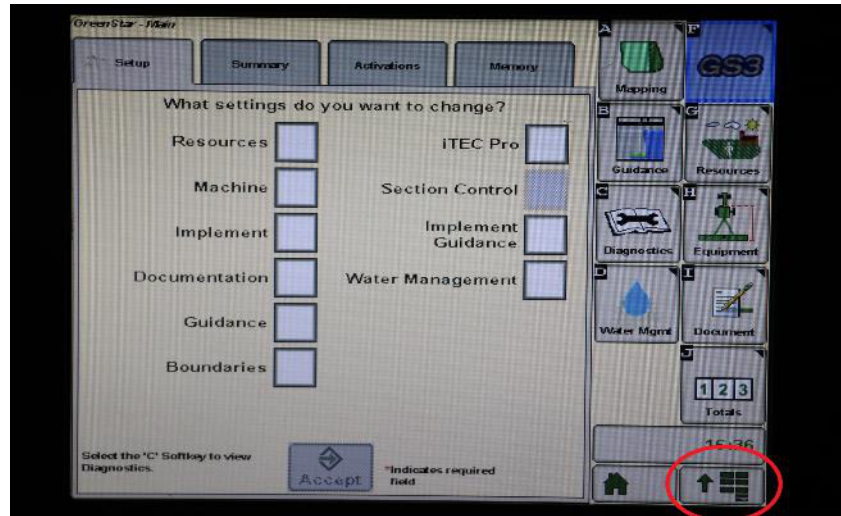 GreenStar - Main
Setup
Summary
Activations
Memory
What settings do you want to change?
Resources
iTEC Pro
Machine
Section Control
Implement
Implement
Guidance
Documentation
Water Management
Guidance
Boundaries
Select the 'C' Softkey to view
Diagnostics.
Accept
*Indicates required
field
A
Mapping
F
GS3
B
Guidance
G
Resources
C
Diagnostics
H
Equipment
D
Water Mgmt
I
Document
J
1 2 3
Totals
15:36